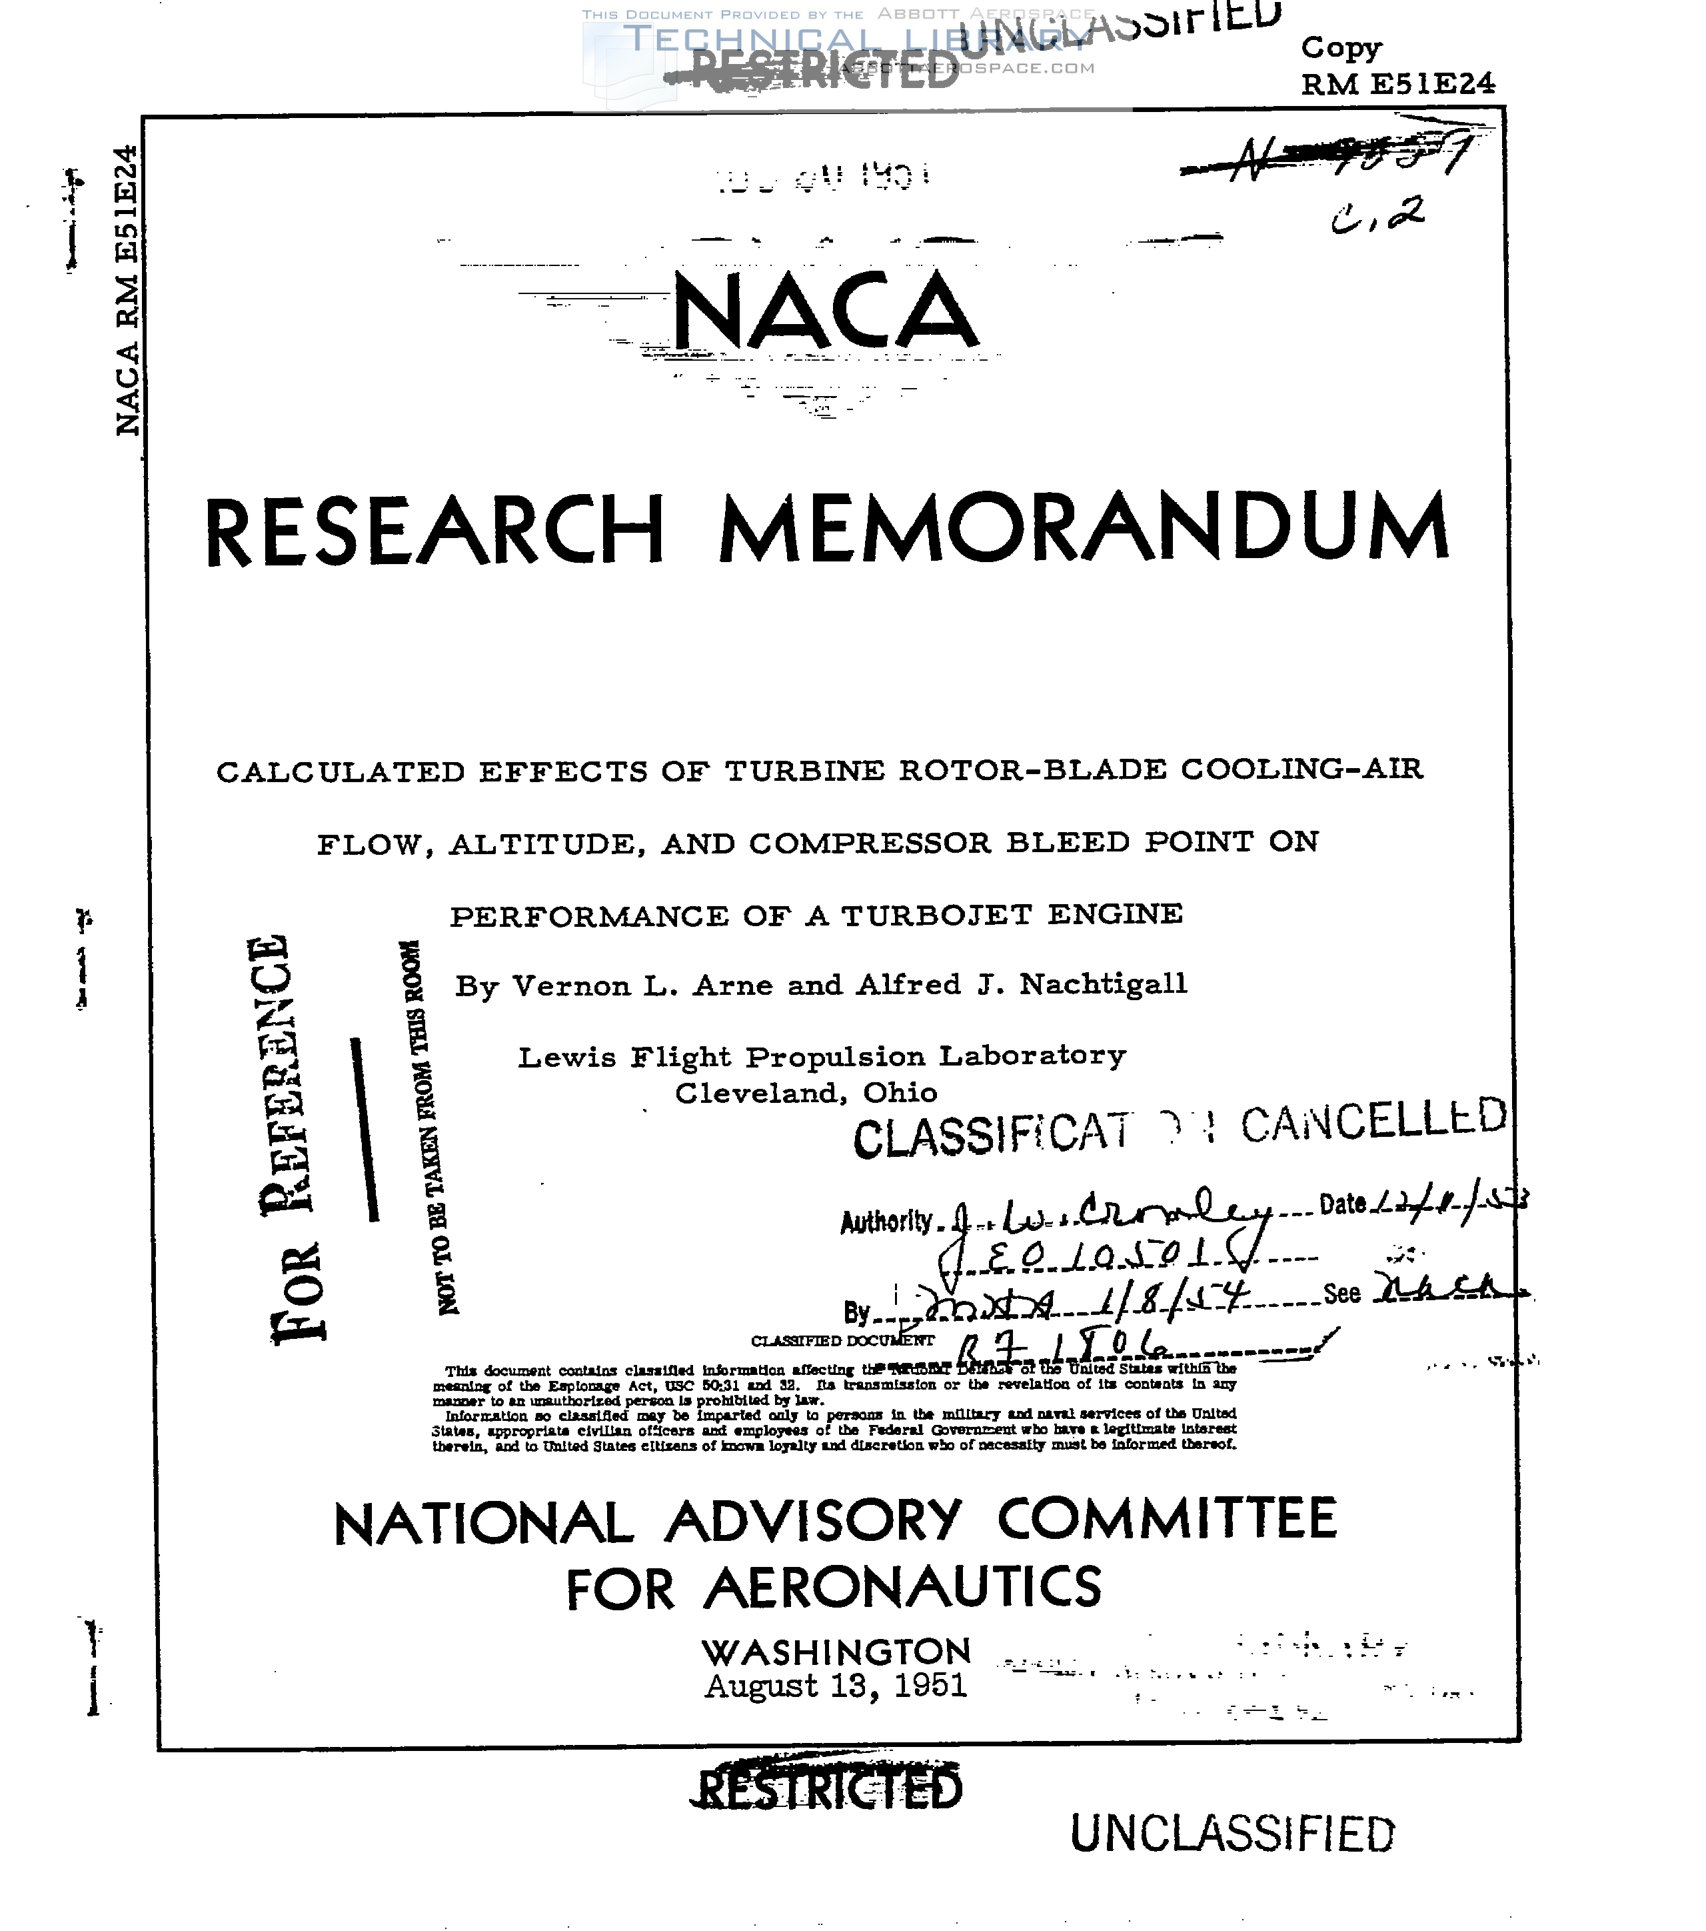 THIS DOCUMENT PROVIDED BY THE ABBOTT AEROSPACE
TECHNICAL LIBRARY
ABBOTTAEROSPACE.COM
UNCLASSIFIED
RESTRICTED
Copy
RM E51E24
NACA RM E51E24
c.2
NACA
RESEARCH MEMORANDUM
CALCULATED EFFECTS OF TURBINE ROTOR-BLADE COOLING-AIR
FLOW, ALTITUDE, AND COMPRESSOR BLEED POINT ON
PERFORMANCE OF A TURBOJET ENGINE
By Vernon L. Arne and Alfred J. Nachtigall
Lewis Flight Propulsion Laboratory
Cleveland, Ohio
FOR REFERENCE
NOT TO BE TAKEN FROM THIS ROOM
CLASSIFICATION CANCELLED
Authority J. W. Crowley Date
EO 10501
By 1/8/54 See NACA
R7 1806
CLASSIFIED DOCUMENT
This document contains classified information affecting the National Defense of the United States within the
meaning of the Espionage Act, USC 50:31 and 32. Its transmission or the revelation of its contents in any
manner to an unauthorized person is prohibited by law.
Information so classified may be imparted only to persons in the military and naval services of the United
States, appropriate civilian officers and employees of the Federal Government who have a legitimate interest
therein, and to United States citizens of known loyalty and discretion who of necessity must be informed thereof.
NATIONAL ADVISORY COMMITTEE
FOR AERONAUTICS
WASHINGTON
August 13, 1951
RESTRICTED
UNCLASSIFIED